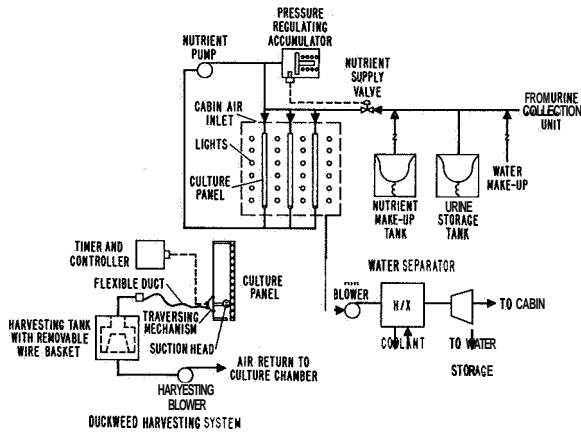 PRESSURE
REGULATING
ACCUMULATOR
NUTRIENT
PUMP
NUTRIENT
SUPPLY
VALVE
CABIN AIR
INLET
FROMURINE
COLLECTION
UNIT
LIGHTS
CULTURE
PANEL
WATER
MAKE-UP
NUTRIENT
MAKE-UP
TANK
URINE
STORAGE
TANK
TIMER AND
CONTROLLER
FLEXIBLE DUCT
CULTURE
PANEL
TRAVERSING
MECHANISM
SUCTION HEAD
HARVESTING TANK
WITH REMOVABLE
WIRE BASKET
AIR RETURN TO
CULTURE CHAMBER
HARYESTING
BLOWER
DUCKWEED HARVESTING SYSTEM
WATER SEPARATOR
BLOWER
H/X
TO CABIN
COOLANT
TO WATER
STORAGE